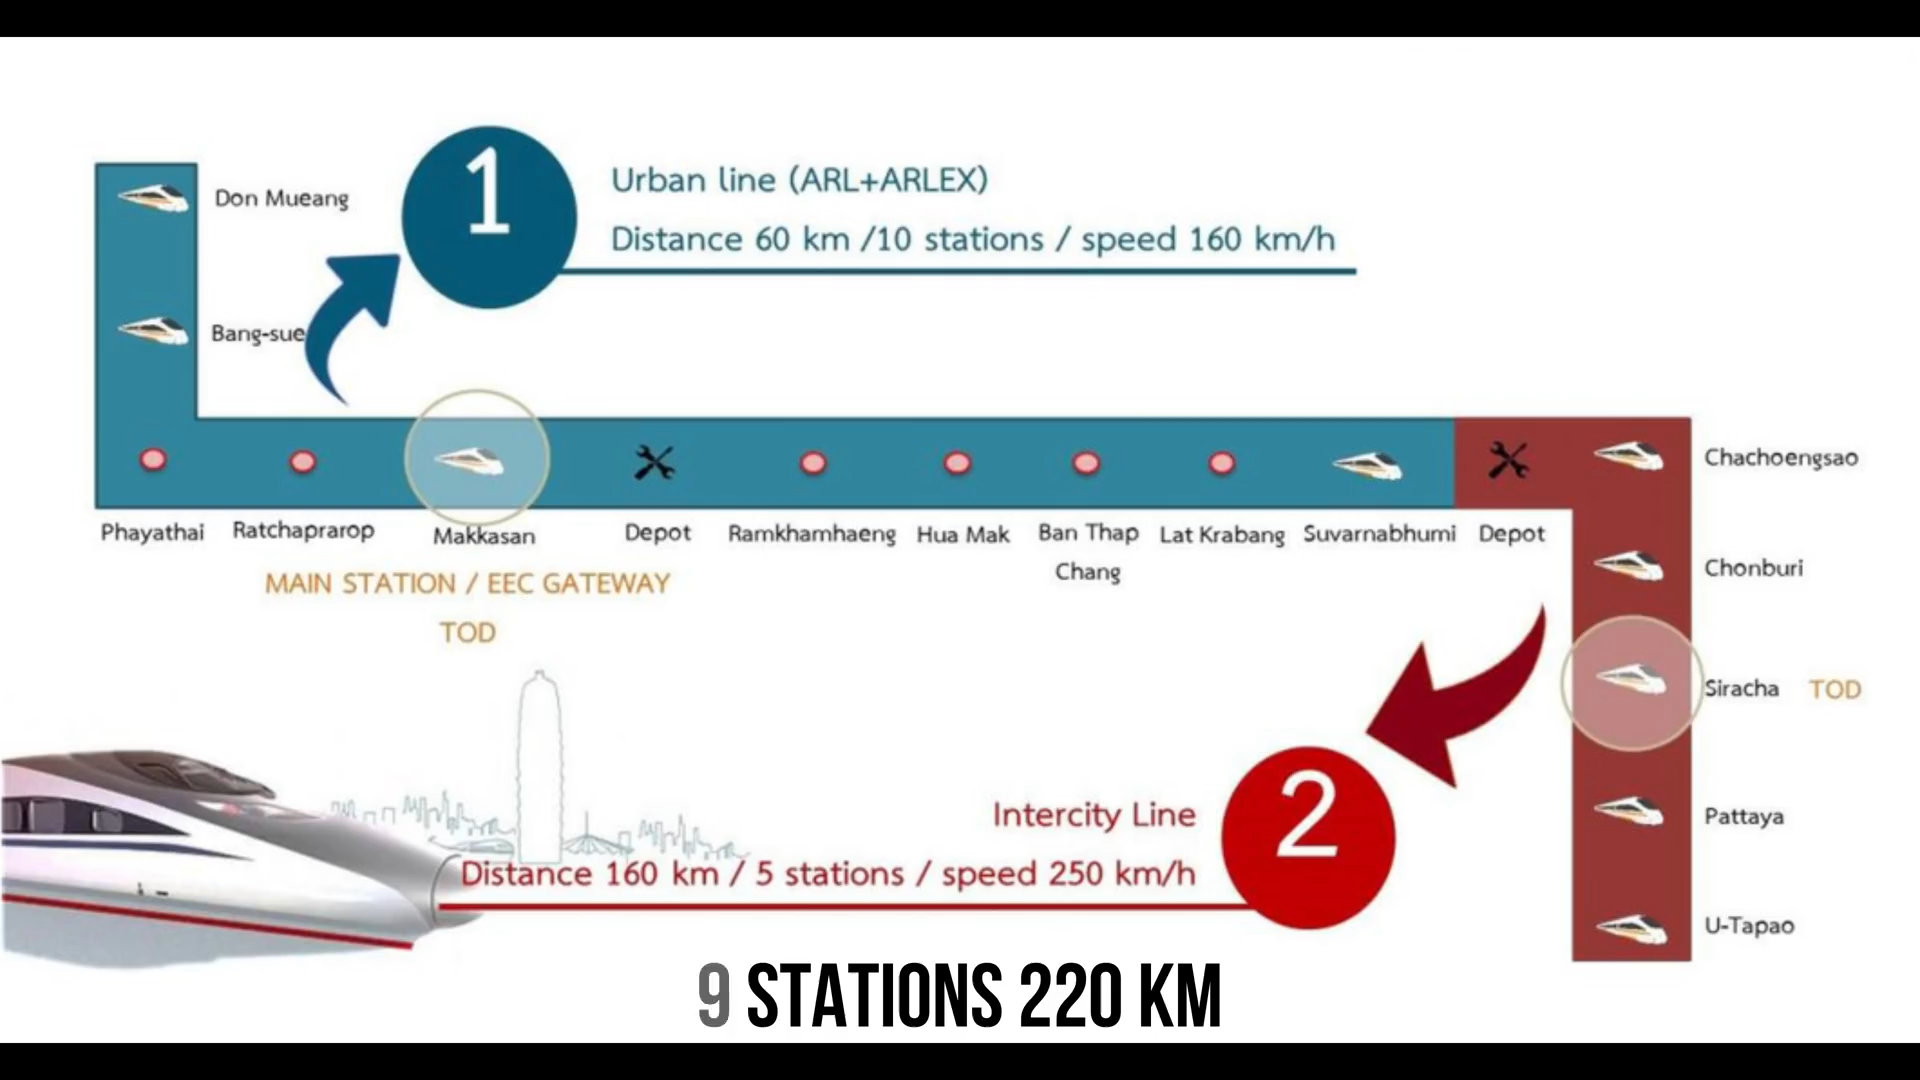 1
Urban line (ARL+ARLEX)
Distance 60 km /10 stations / speed 160 km/h
Don Mueang
Bang-sue
Phayathai
Ratchaprarop
Makkasan
Depot
Ramkhamhaeng
Hua Mak
Ban Thap
Chang
Lat Krabang
Suvarnabhumi
Depot
MAIN STATION / EEC GATEWAY
TOD
Chachoengsao
Chonburi
Siracha TOD
Pattaya
U-Tapao
2
Intercity Line
Distance 160 km / 5 stations / speed 250 km/h
9 STATIONS 220 KM